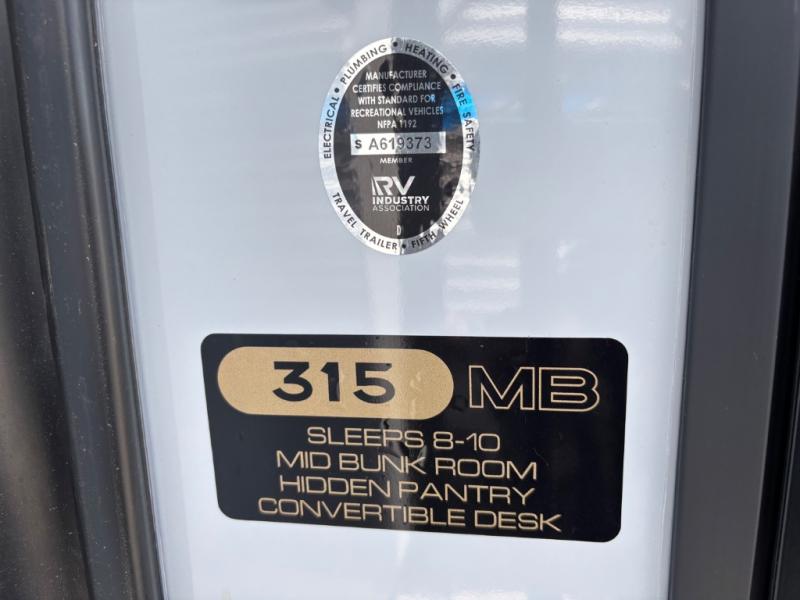 ELECTRICAL • PLUMBING • HEATING • FIRE SAFETY
MANUFACTURER
CERTIFIES COMPLIANCE
WITH STANDARD FOR
RECREATIONAL VEHICLES
NFPA 1192
S A619373
MEMBER
RV
INDUSTRY
ASSOCIATION
D
TRAVEL TRAILER • FIFTH WHEEL
315 MB
SLEEPS 8-10
MID BUNK ROOM
HIDDEN PANTRY
CONVERTIBLE DESK